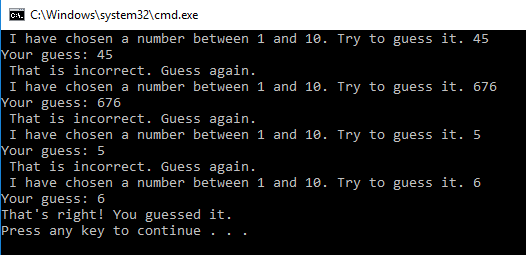 C:\Windows\system32\cmd.exe
I have chosen a number between 1 and 10. Try to guess it. 45
Your guess: 45
That is incorrect. Guess again.
I have chosen a number between 1 and 10. Try to guess it. 676
Your guess: 676
That is incorrect. Guess again.
I have chosen a number between 1 and 10. Try to guess it. 5
Your guess: 5
That is incorrect. Guess again.
I have chosen a number between 1 and 10. Try to guess it. 6
Your guess: 6
That's right! You guessed it.
Press any key to continue . . .